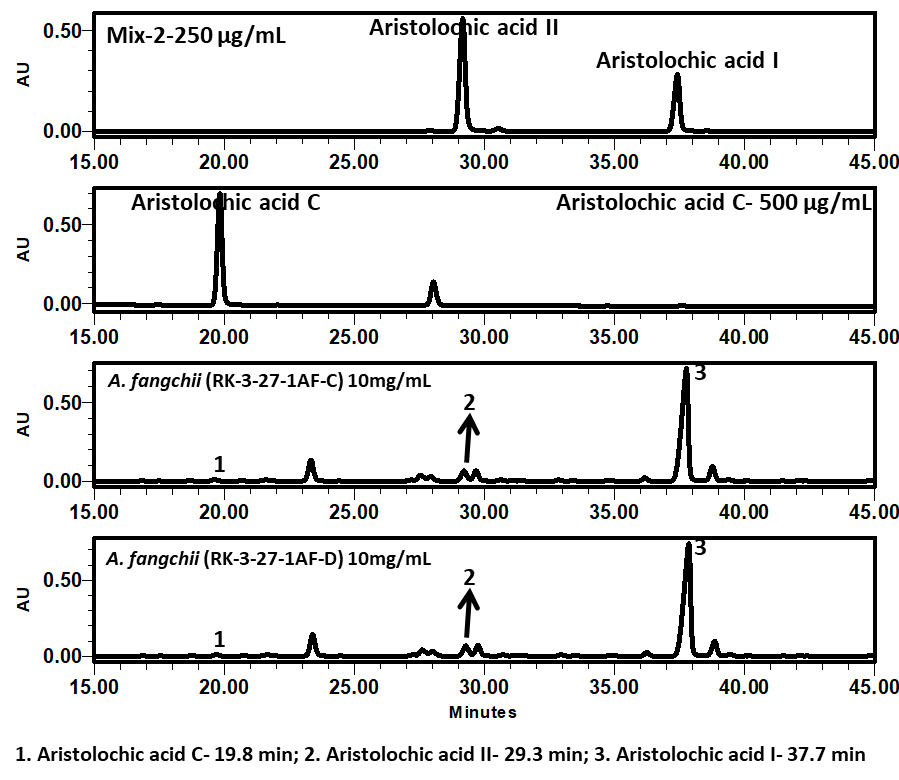 Aristolochic acid II
Mix-2-250 µg/mL
Aristolochic acid I
0.50
AU
0.00
15.00 20.00 25.00 30.00 35.00 40.00 45.00
Aristolochic acid C
Aristolochic acid C- 500 µg/mL
0.50
AU
0.00
15.00 20.00 25.00 30.00 35.00 40.00 45.00
A. fangchii (RK-3-27-1AF-C) 10mg/mL
3
0.50
2
AU
1
0.00
15.00 20.00 25.00 30.00 35.00 40.00 45.00
A. fangchii (RK-3-27-1AF-D) 10mg/mL
3
0.50
2
AU
1
0.00
15.00 20.00 25.00 30.00 35.00 40.00 45.00
Minutes
1. Aristolochic acid C- 19.8 min; 2. Aristolochic acid II- 29.3 min; 3. Aristolochic acid I- 37.7 min